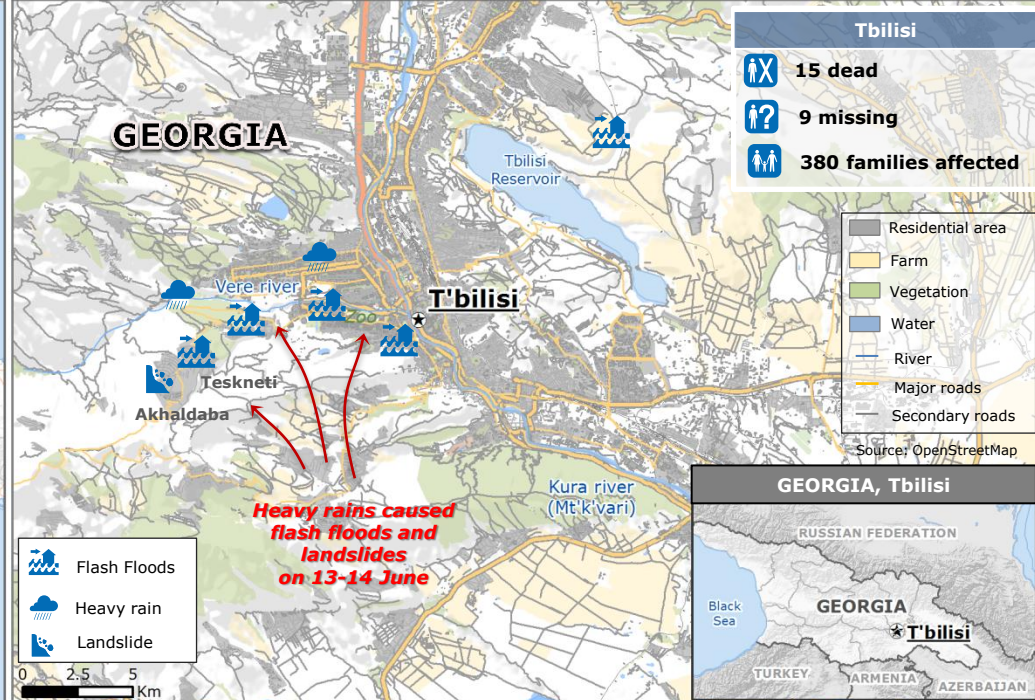 Tbilisi
15 dead
9 missing
380 families affected
GEORGIA
Tbilisi
Reservoir
Residential area
Farm
Vegetation
Water
River
Major roads
Secondary roads
Source: OpenStreetMap
Vere river
Zoo
T'bilisi
Teskneti
Akhaldaba
Kura river
(Mt'k'vari)
Heavy rains caused
flash floods and
landslides
on 13-14 June
Flash Floods
Heavy rain
Landslide
0 2.5 5
Km
GEORGIA, Tbilisi
RUSSIAN FEDERATION
Black
Sea
GEORGIA
T'bilisi
TURKEY
ARMENIA
AZERBAIJAN